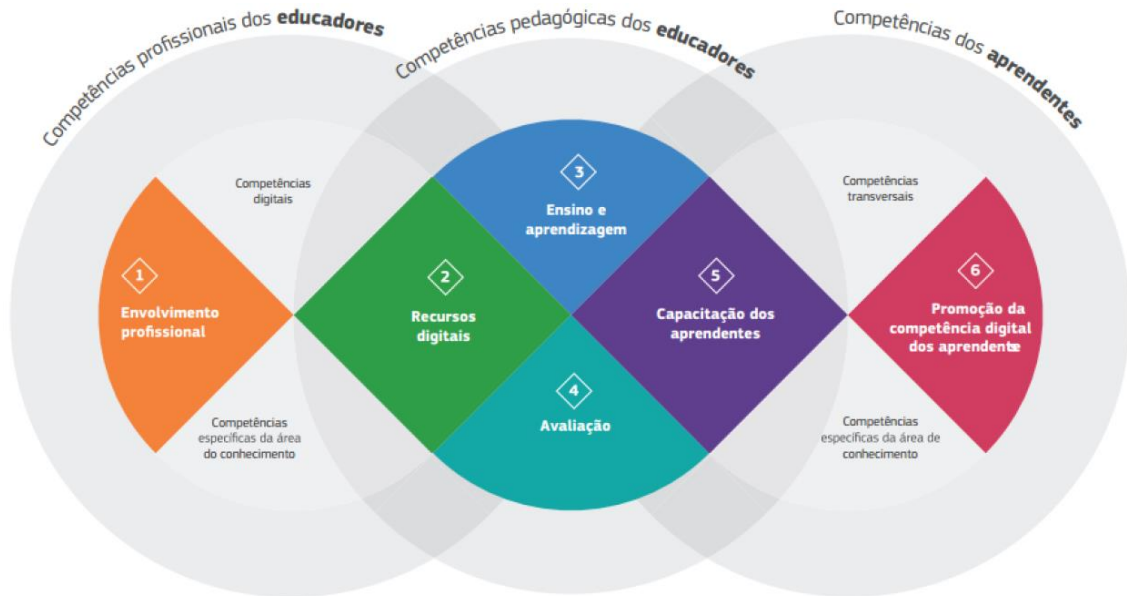 Competências profissionais dos educadores
Competências pedagógicas dos educadores
Competências dos aprendentes
Competências
digitais
1
Envolvimento
profissional
Competências
específicas da área
do conhecimento
2
Recursos
digitais
3
Ensino e
aprendizagem
4
Avaliação
5
Capacitação dos
aprendentes
Competências
transversais
6
Promoção da
competência digital
dos aprendente
Competências
específicas da área de
conhecimento